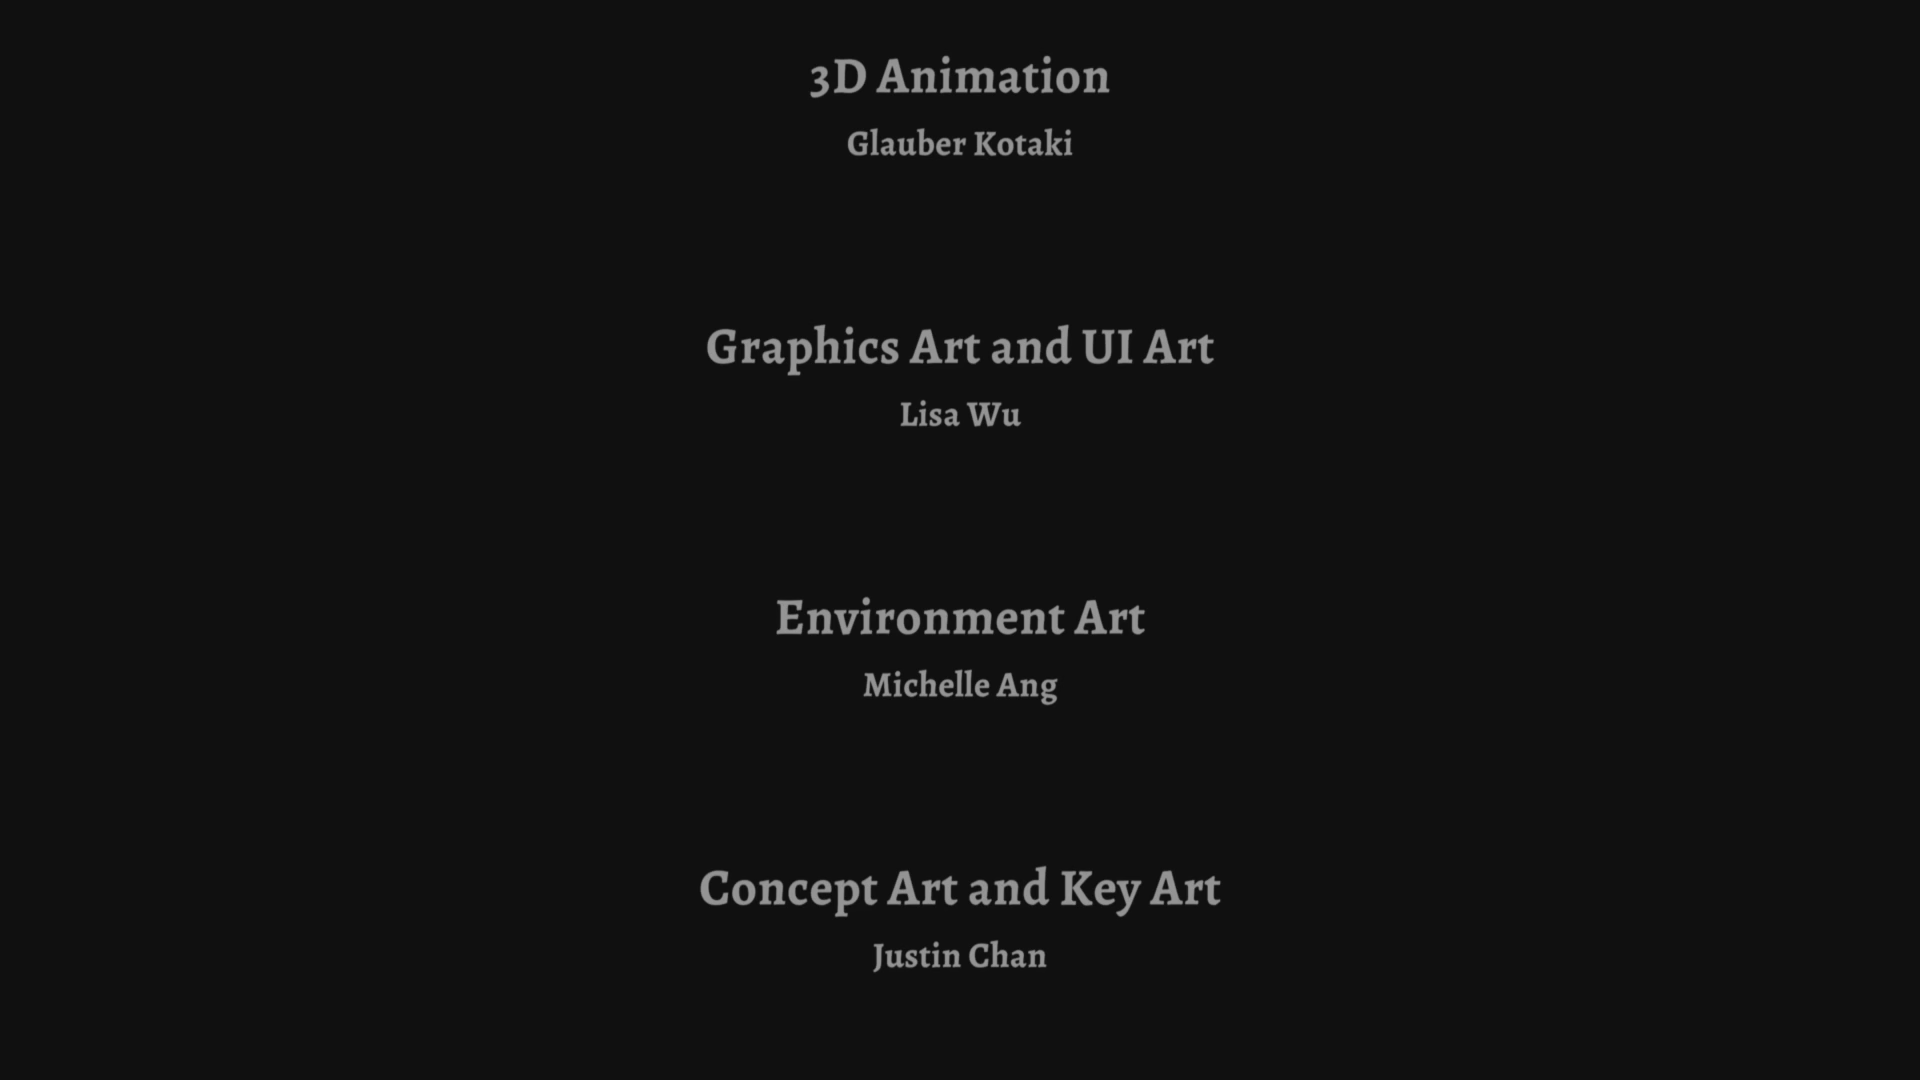 3D Animation
Glauber Kotaki
Graphics Art and UI Art
Lisa Wu
Environment Art
Michelle Ang
Concept Art and Key Art
Justin Chan